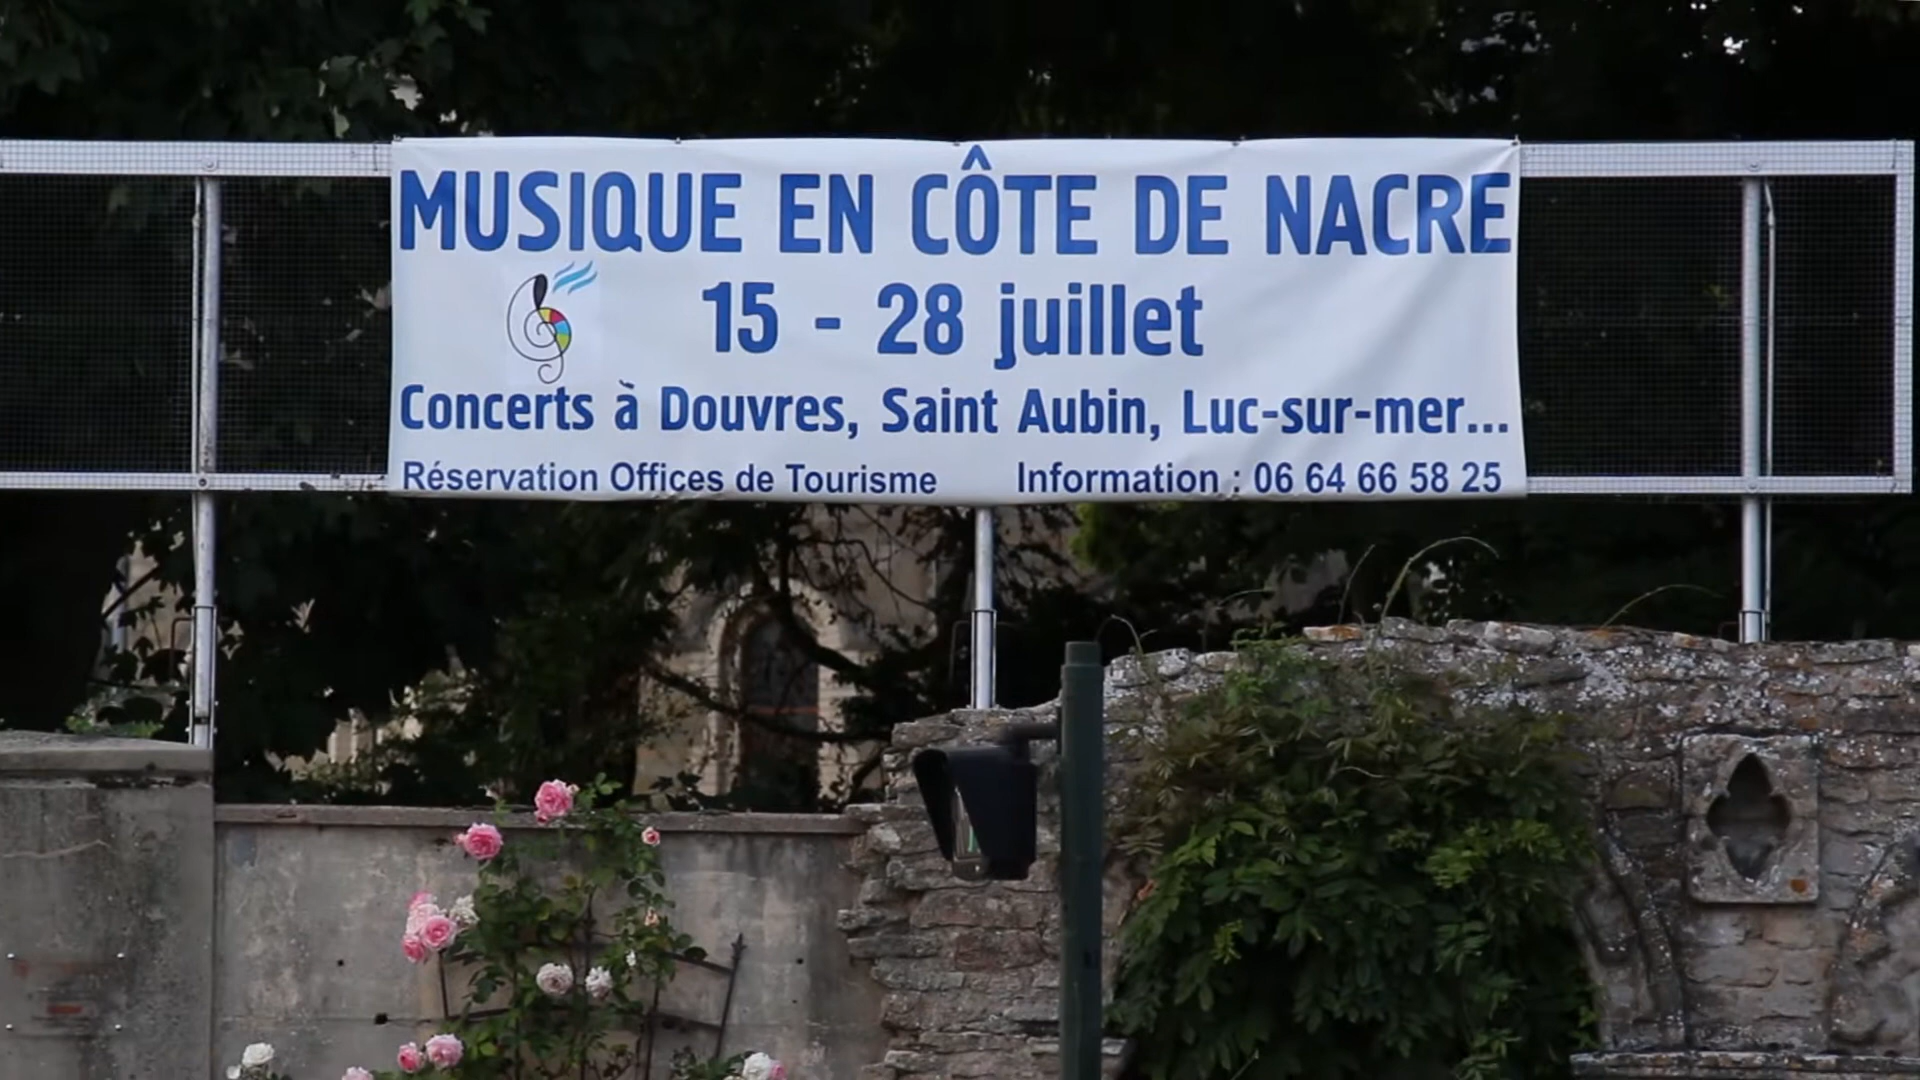 MUSIQUE EN CÔTE DE NACRE
15 - 28 juillet
Concerts à Douvres, Saint Aubin, Luc-sur-mer...
Réservation Offices de Tourisme Information : 06 64 66 58 25